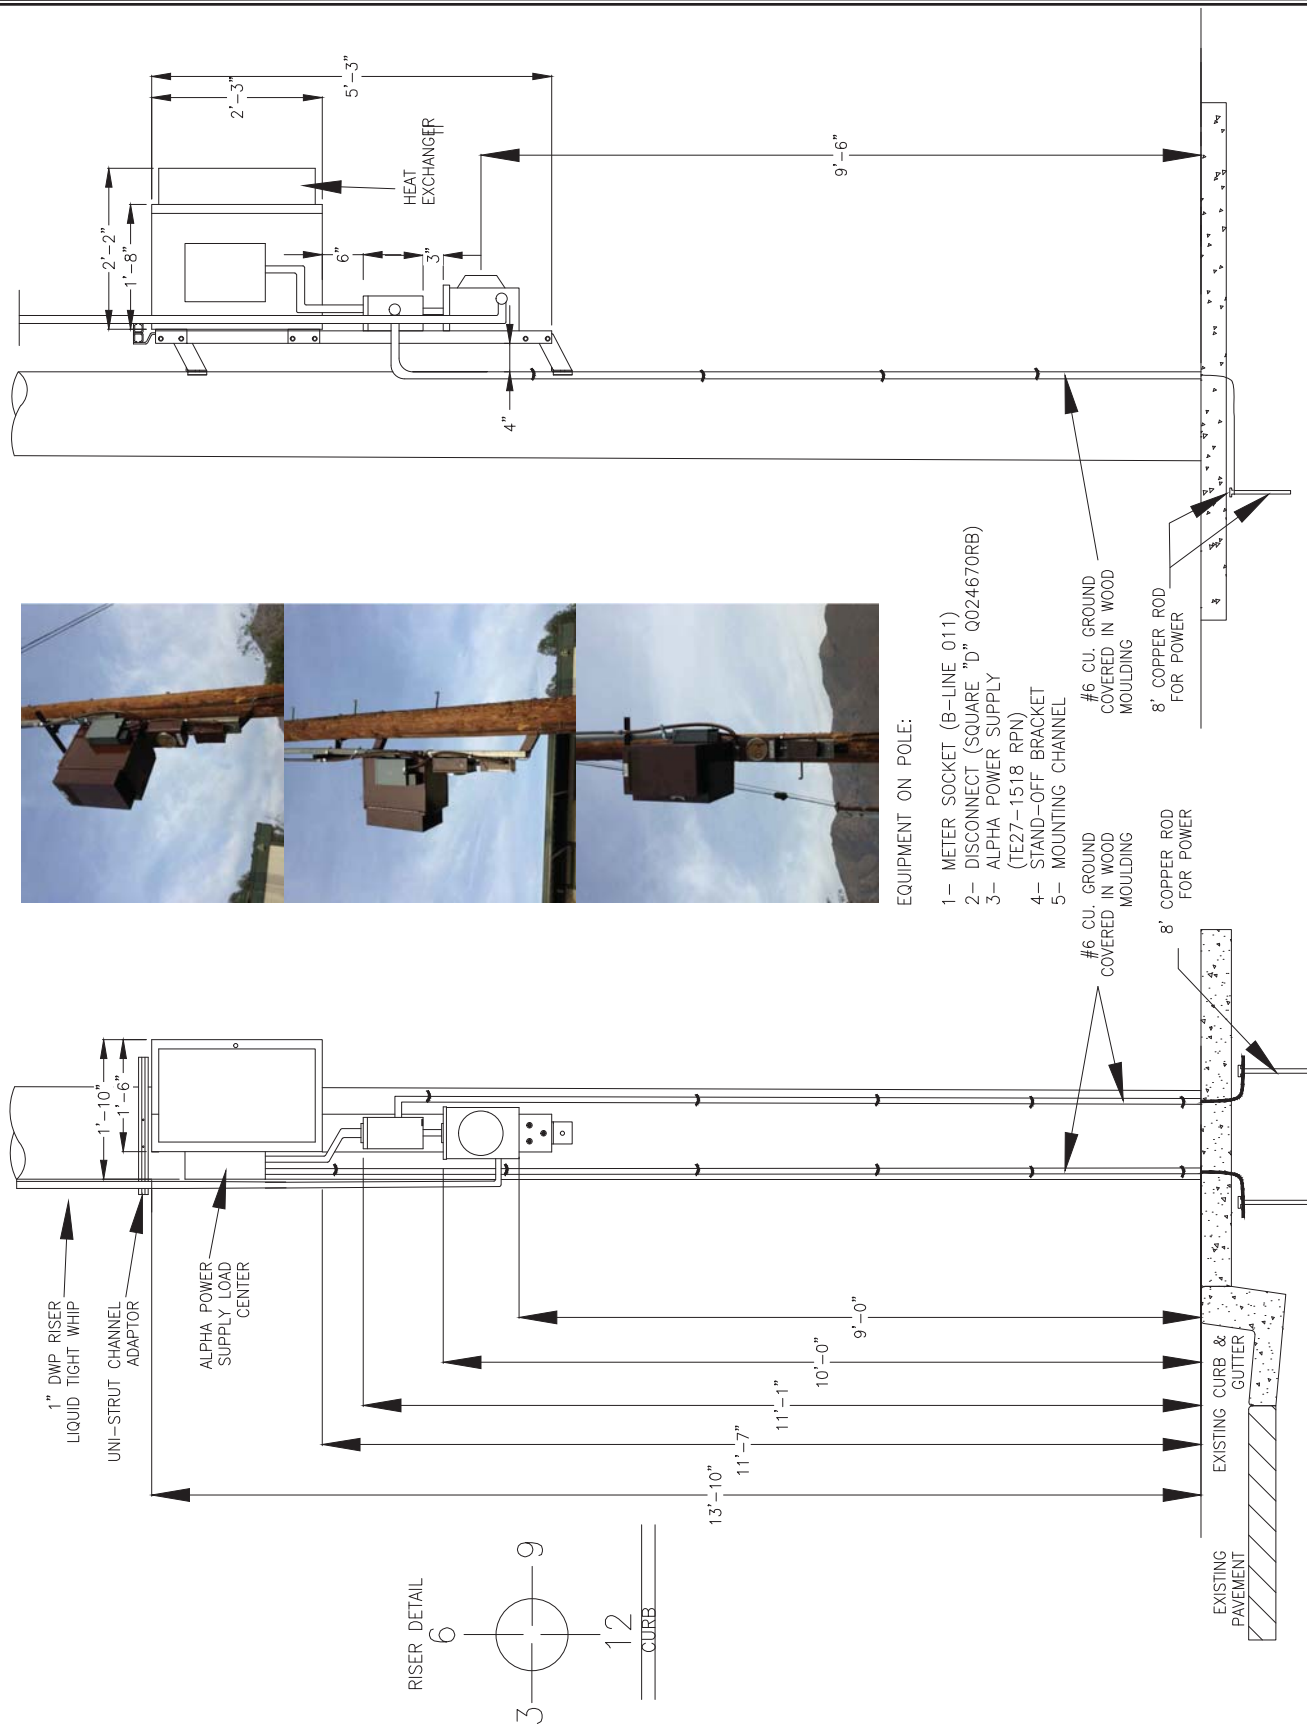 1" DWP RISER
LIQUID TIGHT WHIP
UNI-STRUT CHANNEL
ADAPTOR
ALPHA POWER
SUPPLY LOAD
CENTER
1'-10"
1'-6"
13'-10"
11'-7"
11'-1"
10'-0"
9'-0"
RISER DETAIL
6
3
9
12
CURB
EXISTING
PAVEMENT
EXISTING CURB &
GUTTER
#6 CU. GROUND
COVERED IN WOOD
MOULDING
8' COPPER ROD
FOR POWER
EQUIPMENT ON POLE:
1- METER SOCKET (B-LINE 011)
2- DISCONNECT (SQUARE "D" QO24670RB)
3- ALPHA POWER SUPPLY
(TE27-1518 RPN)
4- STAND-OFF BRACKET
5- MOUNTING CHANNEL
2'-2"
1'-8"
2'-3"
5'-3"
HEAT
EXCHANGER
6"
3"
4"
9'-6"
#6 CU. GROUND
COVERED IN WOOD
MOULDING
8' COPPER ROD
FOR POWER